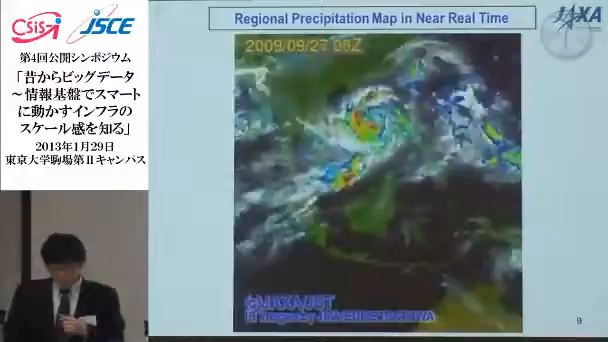 CSiS
JSCE
第4回公開シンポジウム
「昔からビッグデータ
～情報基盤でスマート
に動かすインフラの
スケール感を知る」
2013年1月29日
東京大学駒場第Ⅱキャンパス
Regional Precipitation Map in Near Real Time
JAXA
2009/09/27 06Z
9